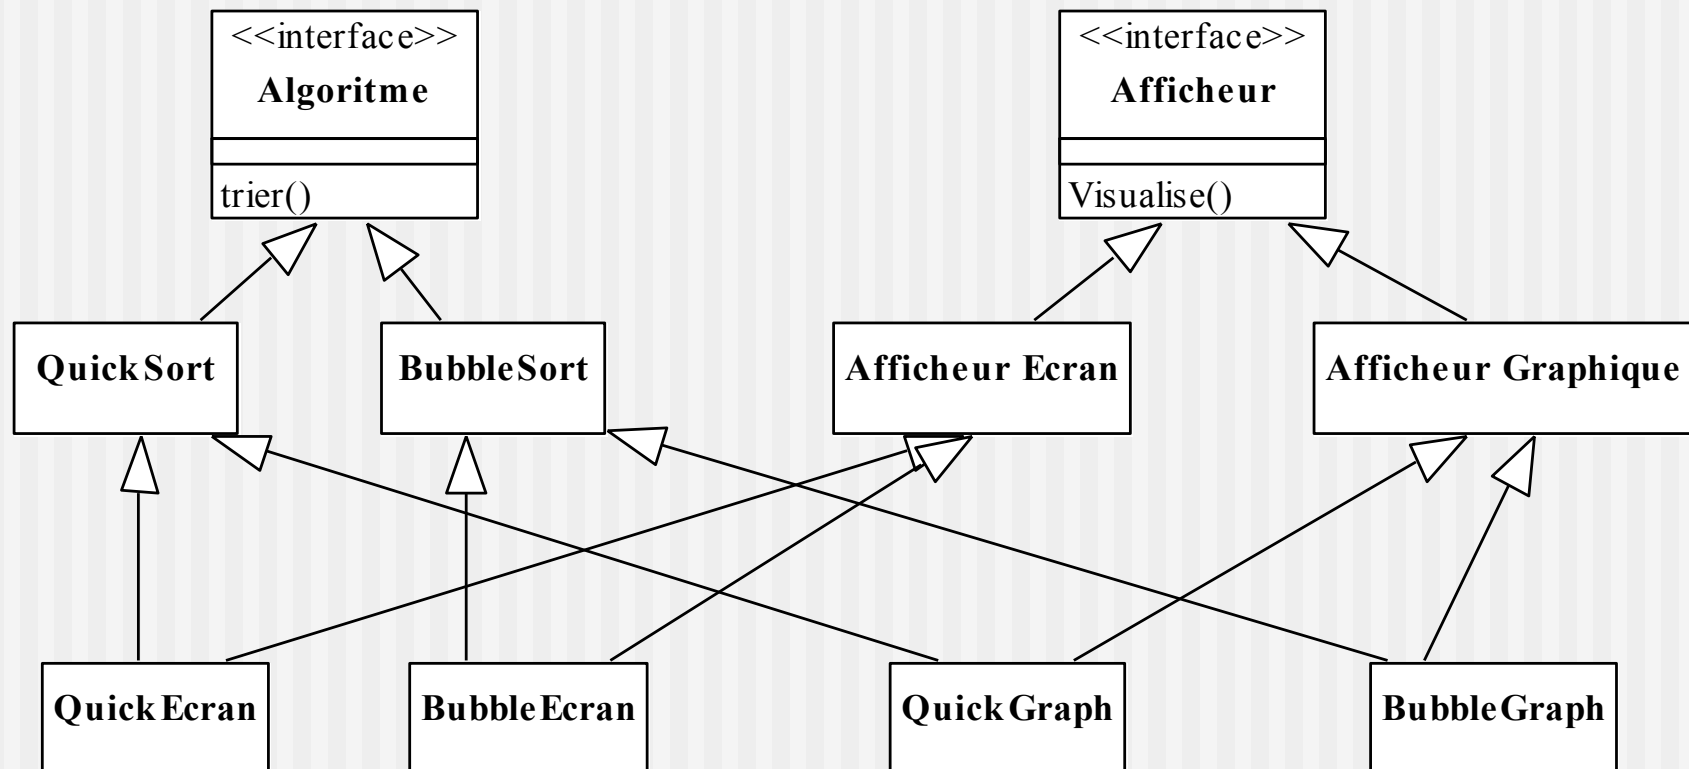 <<interface>>
Algoritme
trier()
<<interface>>
Afficheur
Visualise()
QuickSort
BubbleSort
Afficheur Ecran
Afficheur Graphique
QuickEcran
BubbleEcran
QuickGraph
BubbleGraph